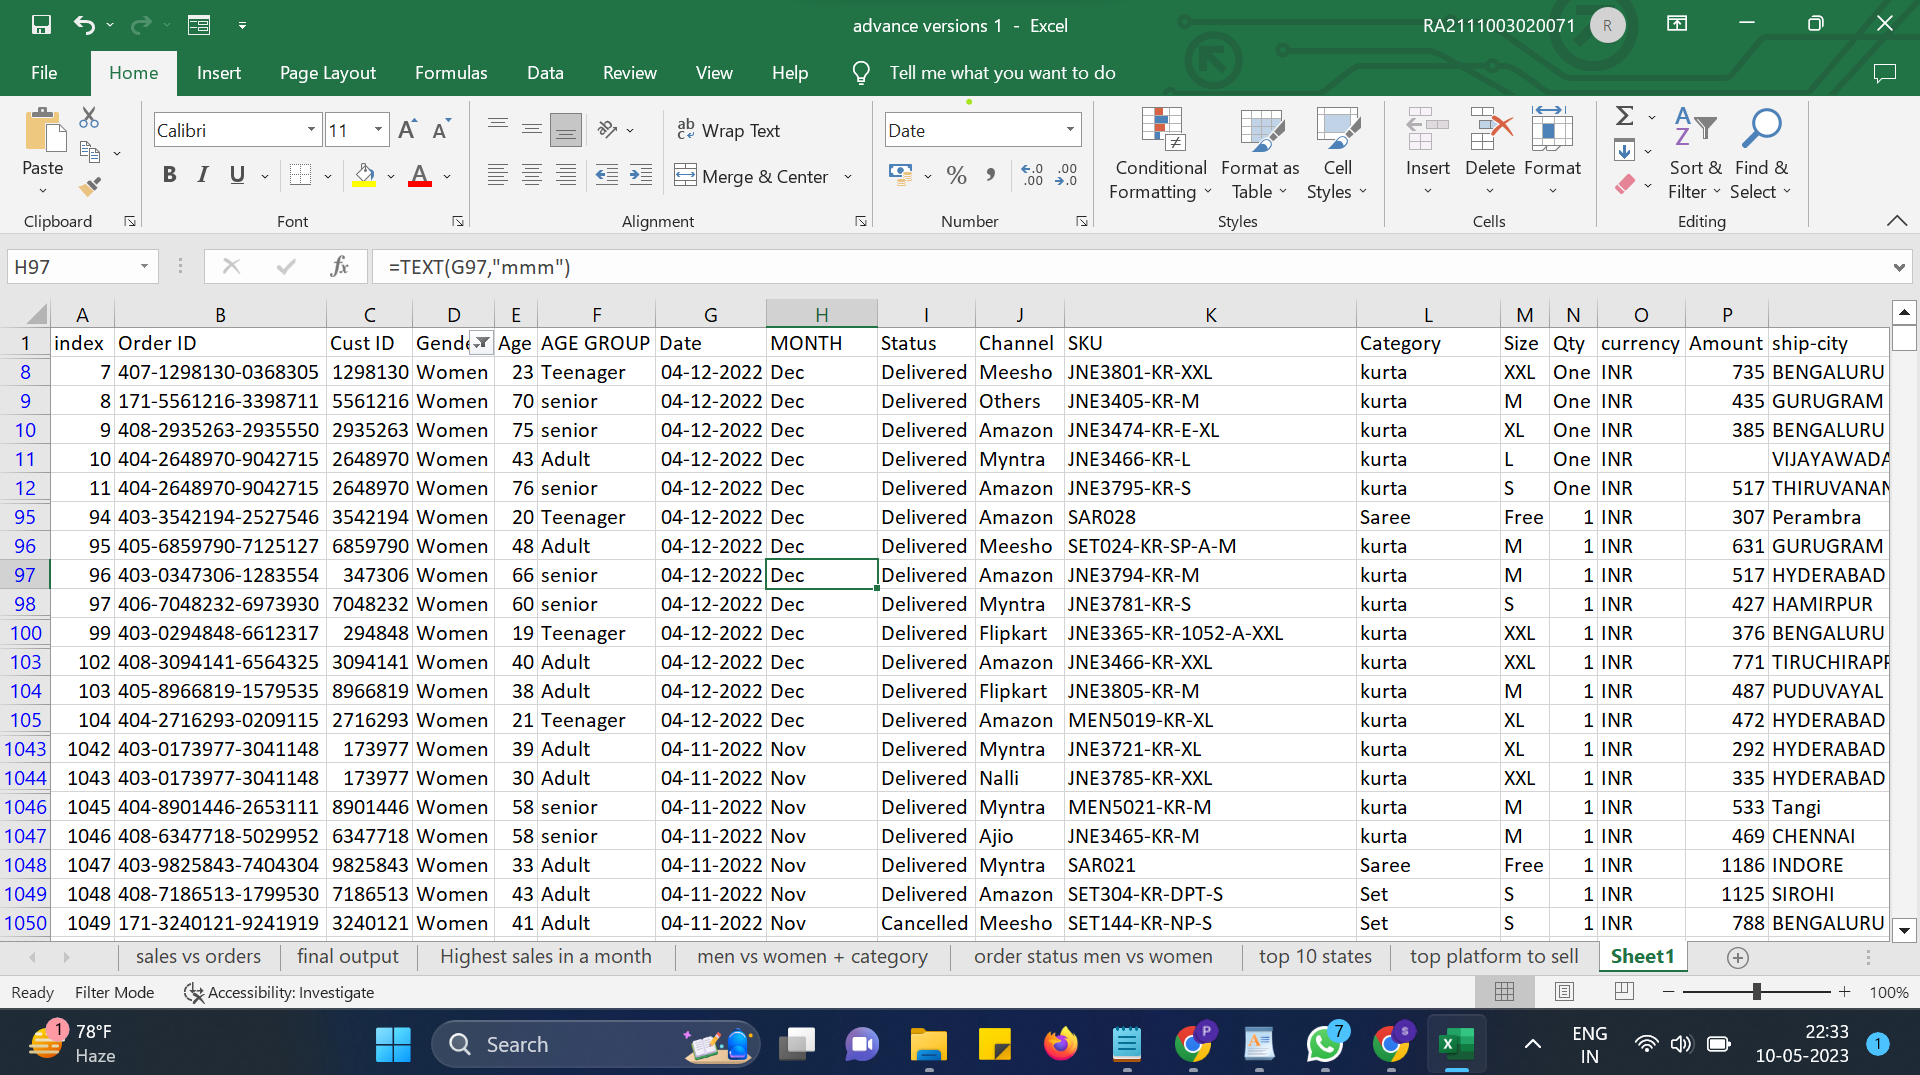 advance versions 1 - Excel
RA2111003020071 R
File Home Insert Page Layout Formulas Data Review View Help Tell me what you want to do
Calibri 11 ab Wrap Text Date
Paste B I U A Merge & Center % Conditional Formatting Format as Table Cell Styles Insert Delete Format Sort & Filter Find & Select
Clipboard Font Alignment Number Styles Cells Editing
H97 fx =TEXT(G97,"mmm")
A B C D E F G H I J K L M N O P
1 index Order ID Cust ID Gende Age AGE GROUP Date MONTH Status Channel SKU Category Size Qty currency Amount ship-city
8 7 407-1298130-0368305 1298130 Women 23 Teenager 04-12-2022 Dec Delivered Meesho JNE3801-KR-XXL kurta XXL One INR 735 BENGALURU
9 8 171-5561216-3398711 5561216 Women 70 senior 04-12-2022 Dec Delivered Others JNE3405-KR-M kurta M One INR 435 GURUGRAM
10 9 408-2935263-2935550 2935263 Women 75 senior 04-12-2022 Dec Delivered Amazon JNE3474-KR-E-XL kurta XL One INR 385 BENGALURU
11 10 404-2648970-9042715 2648970 Women 43 Adult 04-12-2022 Dec Delivered Myntra JNE3466-KR-L kurta L One INR VIJAYAWADA
12 11 404-2648970-9042715 2648970 Women 76 senior 04-12-2022 Dec Delivered Amazon JNE3795-KR-S kurta S One INR 517 THIRUVANAN
95 94 403-3542194-2527546 3542194 Women 20 Teenager 04-12-2022 Dec Delivered Amazon SAR028 Saree Free 1 INR 307 Perambra
96 95 405-6859790-7125127 6859790 Women 48 Adult 04-12-2022 Dec Delivered Meesho SET024-KR-SP-A-M kurta M 1 INR 631 GURUGRAM
97 96 403-0347306-1283554 347306 Women 66 senior 04-12-2022 Dec Delivered Amazon JNE3794-KR-M kurta M 1 INR 517 HYDERABAD
98 97 406-7048232-6973930 7048232 Women 60 senior 04-12-2022 Dec Delivered Myntra JNE3781-KR-S kurta S 1 INR 427 HAMIRPUR
100 99 403-0294848-6612317 294848 Women 19 Teenager 04-12-2022 Dec Delivered Flipkart JNE3365-KR-1052-A-XXL kurta XXL 1 INR 376 BENGALURU
103 102 408-3094141-6564325 3094141 Women 40 Adult 04-12-2022 Dec Delivered Amazon JNE3466-KR-XXL kurta XXL 1 INR 771 TIRUCHIRAPP
104 103 405-8966819-1579535 8966819 Women 38 Adult 04-12-2022 Dec Delivered Flipkart JNE3805-KR-M kurta M 1 INR 487 PUDUVAYAL
105 104 404-2716293-0209115 2716293 Women 21 Teenager 04-12-2022 Dec Delivered Amazon MEN5019-KR-XL kurta XL 1 INR 472 HYDERABAD
1043 1042 403-0173977-3041148 173977 Women 39 Adult 04-11-2022 Nov Delivered Myntra JNE3721-KR-XL kurta XL 1 INR 292 HYDERABAD
1044 1043 403-0173977-3041148 173977 Women 30 Adult 04-11-2022 Nov Delivered Nalli JNE3785-KR-XXL kurta XXL 1 INR 335 HYDERABAD
1046 1045 404-8901446-2653111 8901446 Women 58 senior 04-11-2022 Nov Delivered Myntra MEN5021-KR-M kurta M 1 INR 533 Tangi
1047 1046 408-6347718-5029952 6347718 Women 58 senior 04-11-2022 Nov Delivered Ajio JNE3465-KR-M kurta M 1 INR 469 CHENNAI
1048 1047 403-9825843-7404304 9825843 Women 33 Adult 04-11-2022 Nov Delivered Myntra SAR021 Saree Free 1 INR 1186 INDORE
1049 1048 408-7186513-1799530 7186513 Women 43 Adult 04-11-2022 Nov Delivered Amazon SET304-KR-DPT-S Set S 1 INR 1125 SIROHI
1050 1049 171-3240121-9241919 3240121 Women 41 Adult 04-11-2022 Nov Cancelled Meesho SET144-KR-NP-S Set S 1 INR 788 BENGALURU
sales vs orders final output Highest sales in a month men vs women + category order status men vs women top 10 states top platform to sell Sheet1
Ready Filter Mode Accessibility: Investigate 100%
1 78°F Haze Search P 7 S X ENG IN 22:33 10-05-2023 1